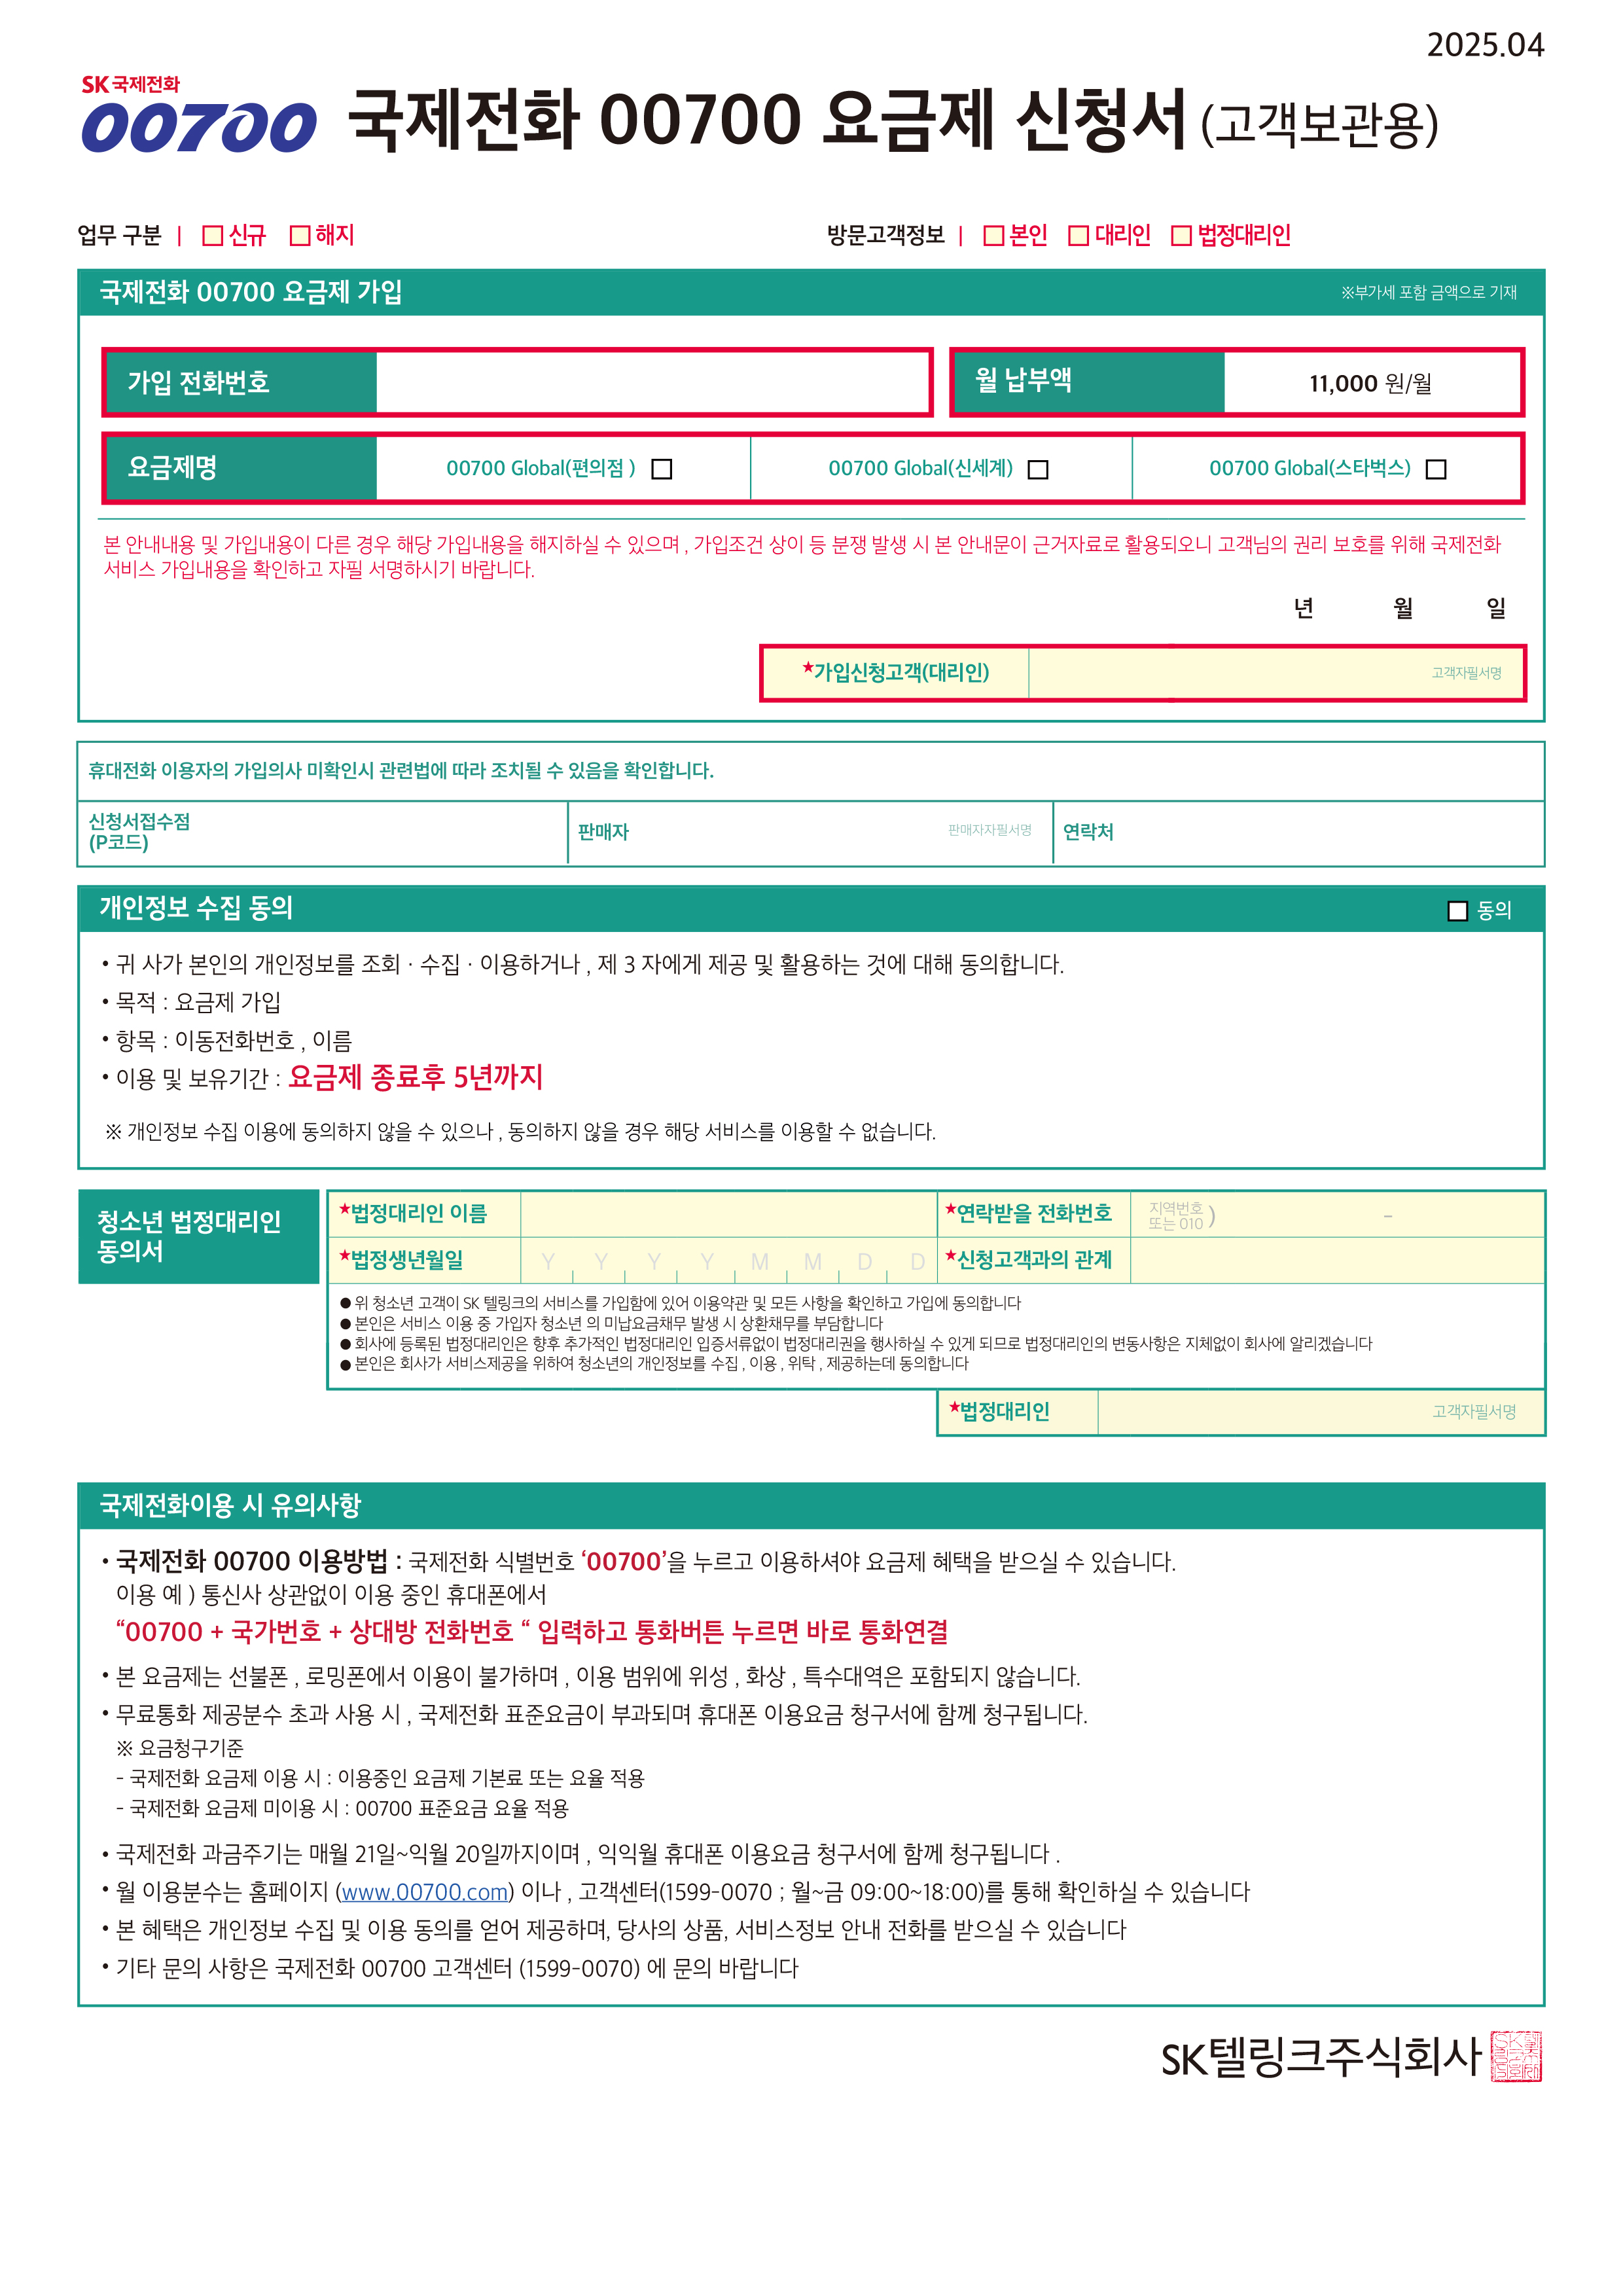 2025.04
SK국제전화
00700
국제전화 00700 요금제 신청서 (고객보관용)
업무 구분 | □ 신규 □ 해지 방문고객정보 | □ 본인 □ 대리인 □ 법정대리인
국제전화 00700 요금제 가입 ※부가세 포함 금액으로 기재
가입 전화번호 월 납부액 11,000 원/월
요금제명 00700 Global(편의점 ) □ 00700 Global(신세계) □ 00700 Global(스타벅스) □
본 안내내용 및 가입내용이 다른 경우 해당 가입내용을 해지하실 수 있으며 , 가입조건 상이 등 분쟁 발생 시 본 안내문이 근거자료로 활용되오니 고객님의 권리 보호를 위해 국제전화
서비스 가입내용을 확인하고 자필 서명하시기 바랍니다.
년 월 일
★가입신청고객(대리인) 고객자필서명
휴대전화 이용자의 가입의사 미확인시 관련법에 따라 조치될 수 있음을 확인합니다.
신청서접수점
(P코드)
판매자 판매자자필서명 연락처
개인정보 수집 동의 □ 동의
• 귀 사가 본인의 개인정보를 조회 · 수집 · 이용하거나 , 제 3 자에게 제공 및 활용하는 것에 대해 동의합니다.
• 목적 : 요금제 가입
• 항목 : 이동전화번호 , 이름
• 이용 및 보유기간 : 요금제 종료후 5년까지
※ 개인정보 수집 이용에 동의하지 않을 수 있으나 , 동의하지 않을 경우 해당 서비스를 이용할 수 없습니다.
청소년 법정대리인
동의서
★법정대리인 이름 ★연락받을 전화번호 지역번호
또는 010 ) -
★법정생년월일 Y Y Y Y M M D D ★신청고객과의 관계
● 위 청소년 고객이 SK 텔링크의 서비스를 가입함에 있어 이용약관 및 모든 사항을 확인하고 가입에 동의합니다
● 본인은 서비스 이용 중 가입자 청소년 의 미납요금채무 발생 시 상환채무를 부담합니다
● 회사에 등록된 법정대리인은 향후 추가적인 법정대리인 입증서류없이 법정대리권을 행사하실 수 있게 되므로 법정대리인의 변동사항은 지체없이 회사에 알리겠습니다
● 본인은 회사가 서비스제공을 위하여 청소년의 개인정보를 수집 , 이용 , 위탁 , 제공하는데 동의합니다
★법정대리인 고객자필서명
국제전화이용 시 유의사항
• 국제전화 00700 이용방법 : 국제전화 식별번호 ‘00700’을 누르고 이용하셔야 요금제 혜택을 받으실 수 있습니다.
이용 예 ) 통신사 상관없이 이용 중인 휴대폰에서
“00700 + 국가번호 + 상대방 전화번호 “ 입력하고 통화버튼 누르면 바로 통화연결
• 본 요금제는 선불폰 , 로밍폰에서 이용이 불가하며 , 이용 범위에 위성 , 화상 , 특수대역은 포함되지 않습니다.
• 무료통화 제공분수 초과 사용 시 , 국제전화 표준요금이 부과되며 휴대폰 이용요금 청구서에 함께 청구됩니다.
※ 요금청구기준
- 국제전화 요금제 이용 시 : 이용중인 요금제 기본료 또는 요율 적용
- 국제전화 요금제 미이용 시 : 00700 표준요금 요율 적용
• 국제전화 과금주기는 매월 21일~익월 20일까지이며 , 익익월 휴대폰 이용요금 청구서에 함께 청구됩니다 .
• 월 이용분수는 홈페이지 (www.00700.com) 이나 , 고객센터(1599-0070 ; 월~금 09:00~18:00)를 통해 확인하실 수 있습니다
• 본 혜택은 개인정보 수집 및 이용 동의를 얻어 제공하며, 당사의 상품, 서비스정보 안내 전화를 받으실 수 있습니다
• 기타 문의 사항은 국제전화 00700 고객센터 (1599-0070) 에 문의 바랍니다
SK텔링크주식회사